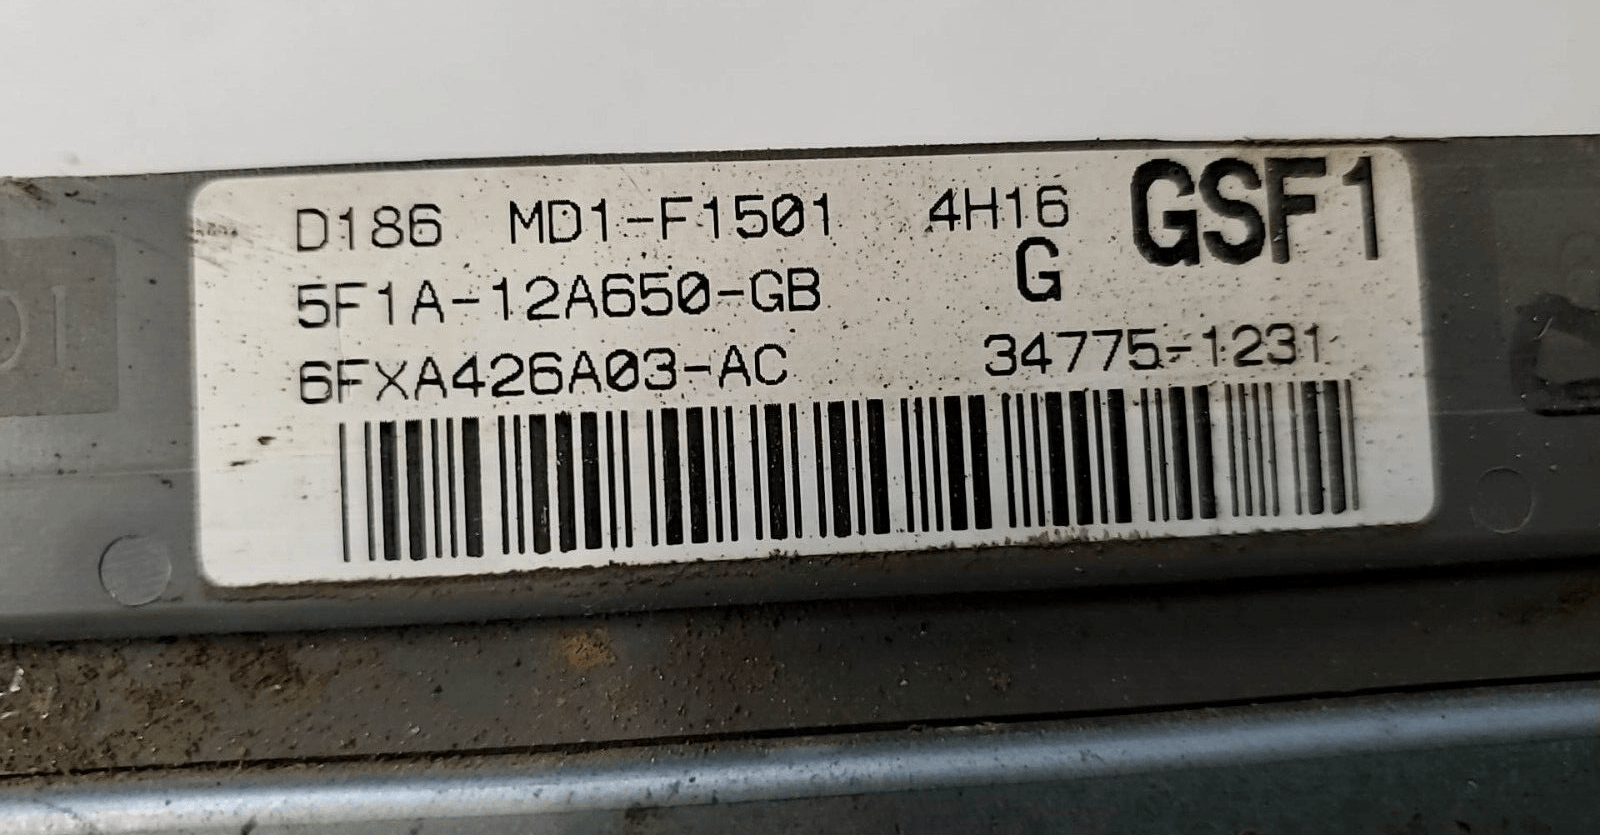 D186 MD1-F1501 4H16 GSF1
G
5F1A-12A650-GB
6FXA426A03-AC 34775-1231